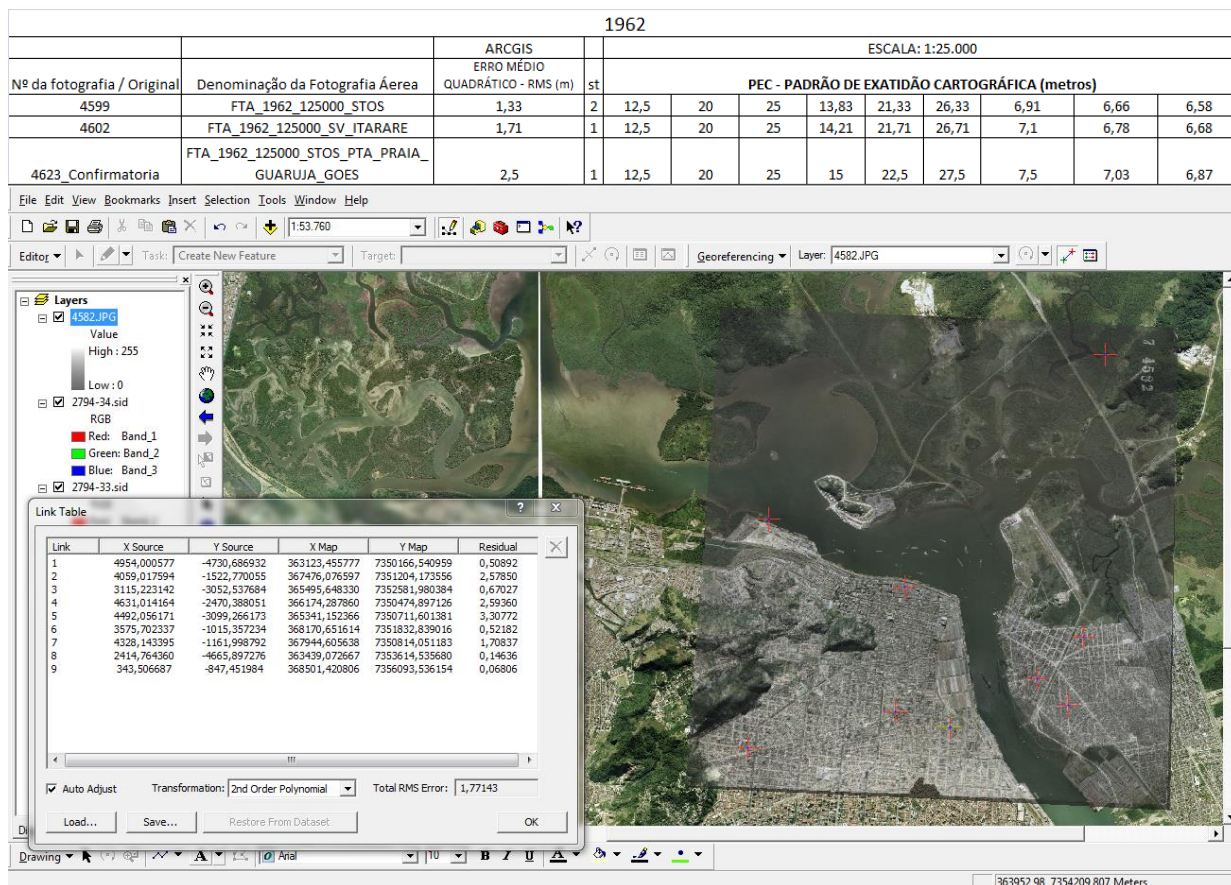 1962
ARCGIS ESCALA: 1:25.000
Nº da fotografia / Original Denominação da Fotografia Áerea ERRO MÉDIO QUADRÁTICO - RMS (m) st PEC - PADRÃO DE EXATIDÃO CARTOGRÁFICA (metros)
4599 FTA_1962_125000_STOS 1,33 2 12,5 20 25 13,83 21,33 26,33 6,91 6,66 6,58
4602 FTA_1962_125000_SV_ITARARE 1,71 1 12,5 20 25 14,21 21,71 26,71 7,1 6,78 6,68
4623_Confirmatoria FTA_1962_125000_STOS_PTA_PRAIA_GUARUJA_GOES 2,5 1 12,5 20 25 15 22,5 27,5 7,5 7,03 6,87
File Edit View Bookmarks Insert Selection Tools Window Help
1:53.760
Editor Task: Create New Feature Target: Georeferencing Layer: 4582.JPG
Layers
4582.JPG
Value
High : 255
Low : 0
2794-34.sid
RGB
Red: Band_1
Green: Band_2
Blue: Band_3
2794-33.sid
7 4582
Link Table
Link X Source Y Source X Map Y Map Residual
1 4954,000577 -4730,686932 363123,455777 7350166,540959 0,50892
2 4059,017594 -1522,770055 367476,076597 7351204,173556 2,57850
3 3115,223142 -3052,537684 365495,648330 7352581,980384 0,67027
4 4631,014164 -2470,388051 366174,287860 7350474,897126 2,59360
5 4492,056171 -3099,266173 365341,152366 7350711,601381 3,30772
6 3575,702337 -1015,357234 368170,651614 7351832,839016 0,52182
7 4328,143395 -1161,998792 367944,605638 7350814,051183 1,70837
8 2414,764360 -4665,897276 363439,072667 7353614,535680 0,14636
9 343,506687 -847,451984 368501,420806 7356093,536154 0,06806
Auto Adjust Transformation: 2nd Order Polynomial Total RMS Error: 1,77143
Load... Save... Restore From Dataset OK
Drawing A Arial 10 B I U A
363952,98 7354209,807 Meters